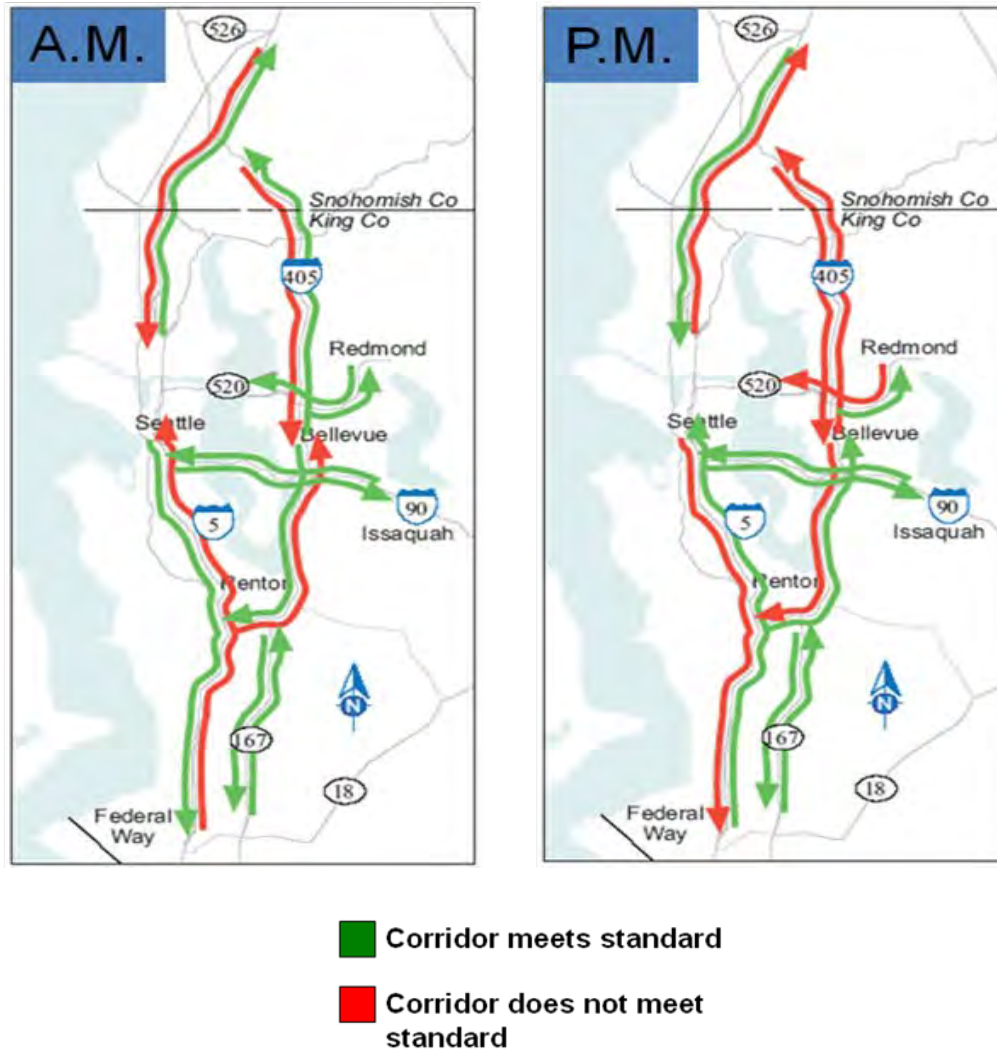 A.M.
526
Snohomish Co
King Co
405
Redmond
520
Seattle
Bellevue
90
5
Issaquah
Renton
N
167
18
Federal
Way
P.M.
526
Snohomish Co
King Co
405
Redmond
520
Seattle
Bellevue
90
5
Issaquah
Renton
N
167
18
Federal
Way
Corridor meets standard
Corridor does not meet
standard